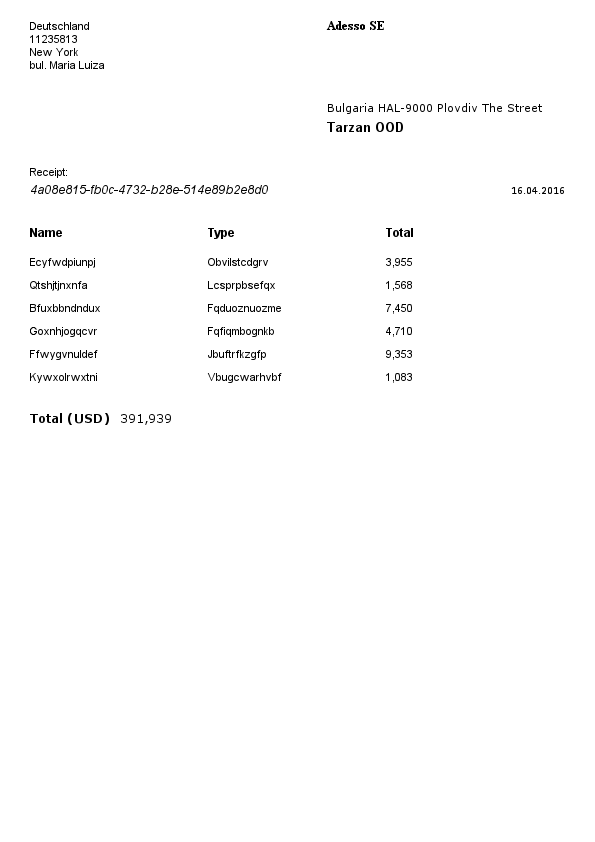 Deutschland
11235813
New York
bul. Maria Luiza
Adesso SE
Bulgaria HAL-9000 Plovdiv The Street
Tarzan OOD
Receipt:
4a08e815-fb0c-4732-b28e-514e89b2e8d0 16.04.2016
Name Type Total
Ecyfwdpiunpj Obvilstcdgrv 3,955
Qtshjtjnxnfa Lcsprpbsefqx 1,568
Bfuxbbndndux Fqduoznuozme 7,450
Goxnhjogqcvr Fqfiqmbognkb 4,710
Ffwygvnuldef Jbuftrfkzgfp 9,353
Kywxolrwxtni Vbugcwarhvbf 1,083
Total (USD) 391,939